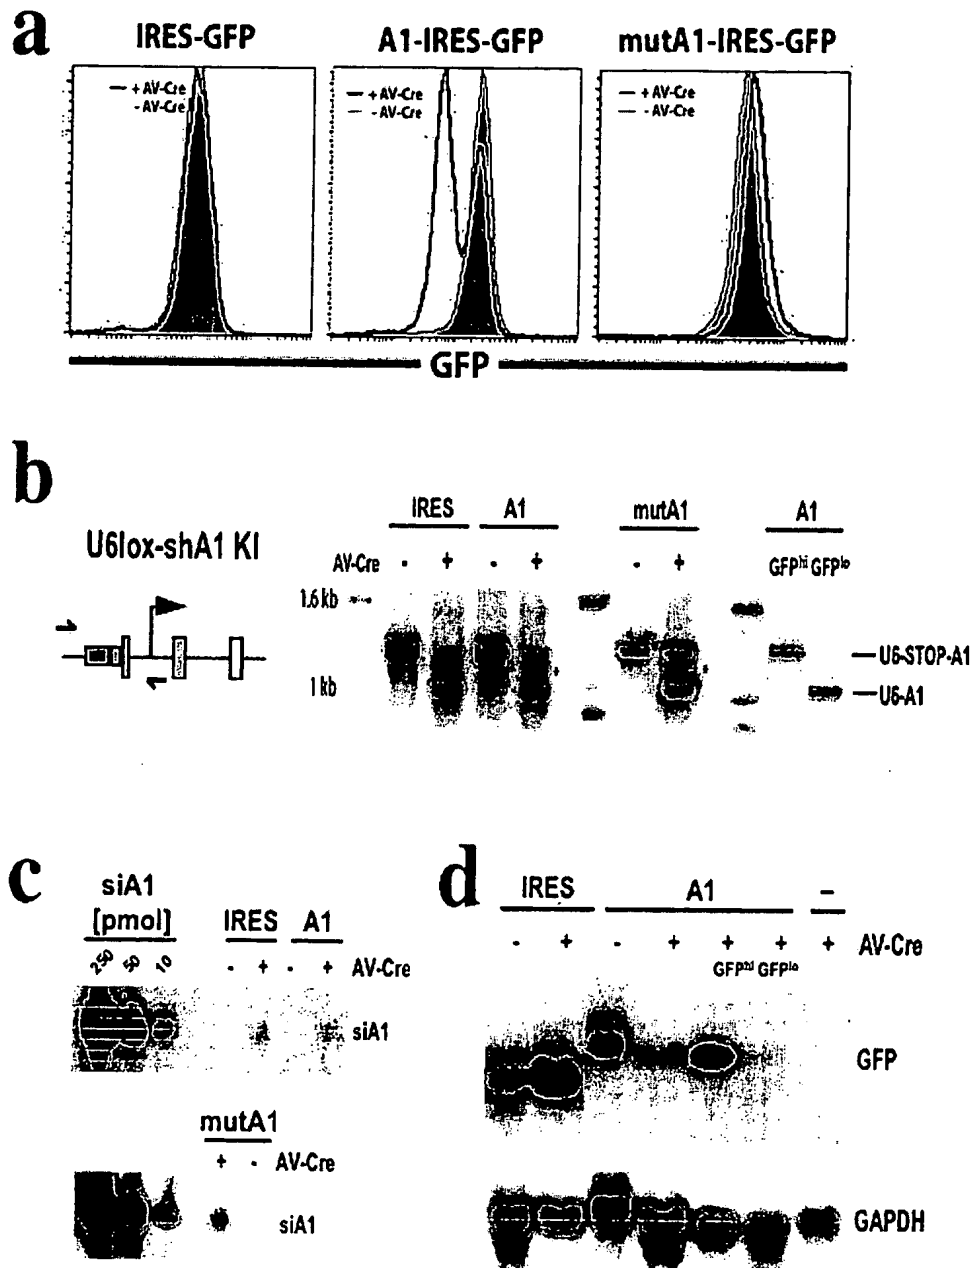 a
IRES-GFP A1-IRES-GFP mutA1-IRES-GFP
+ AV-Cre + AV-Cre + AV-Cre
- AV-Cre - AV-Cre - AV-Cre
GFP
b
U6lox-shA1 KI
IRES A1 mutA1 A1
AV-Cre - + - + - + GFPhi GFPlo
1.6 kb
1 kb
U6-STOP-A1
U6-A1
c
siA1
[pmol] IRES A1
250 50 10 - + - + AV-Cre
siA1
mutA1
+ - AV-Cre
siA1
d
IRES A1 –
- + - + + + + AV-Cre
GFPhi GFPlo
GFP
GAPDH